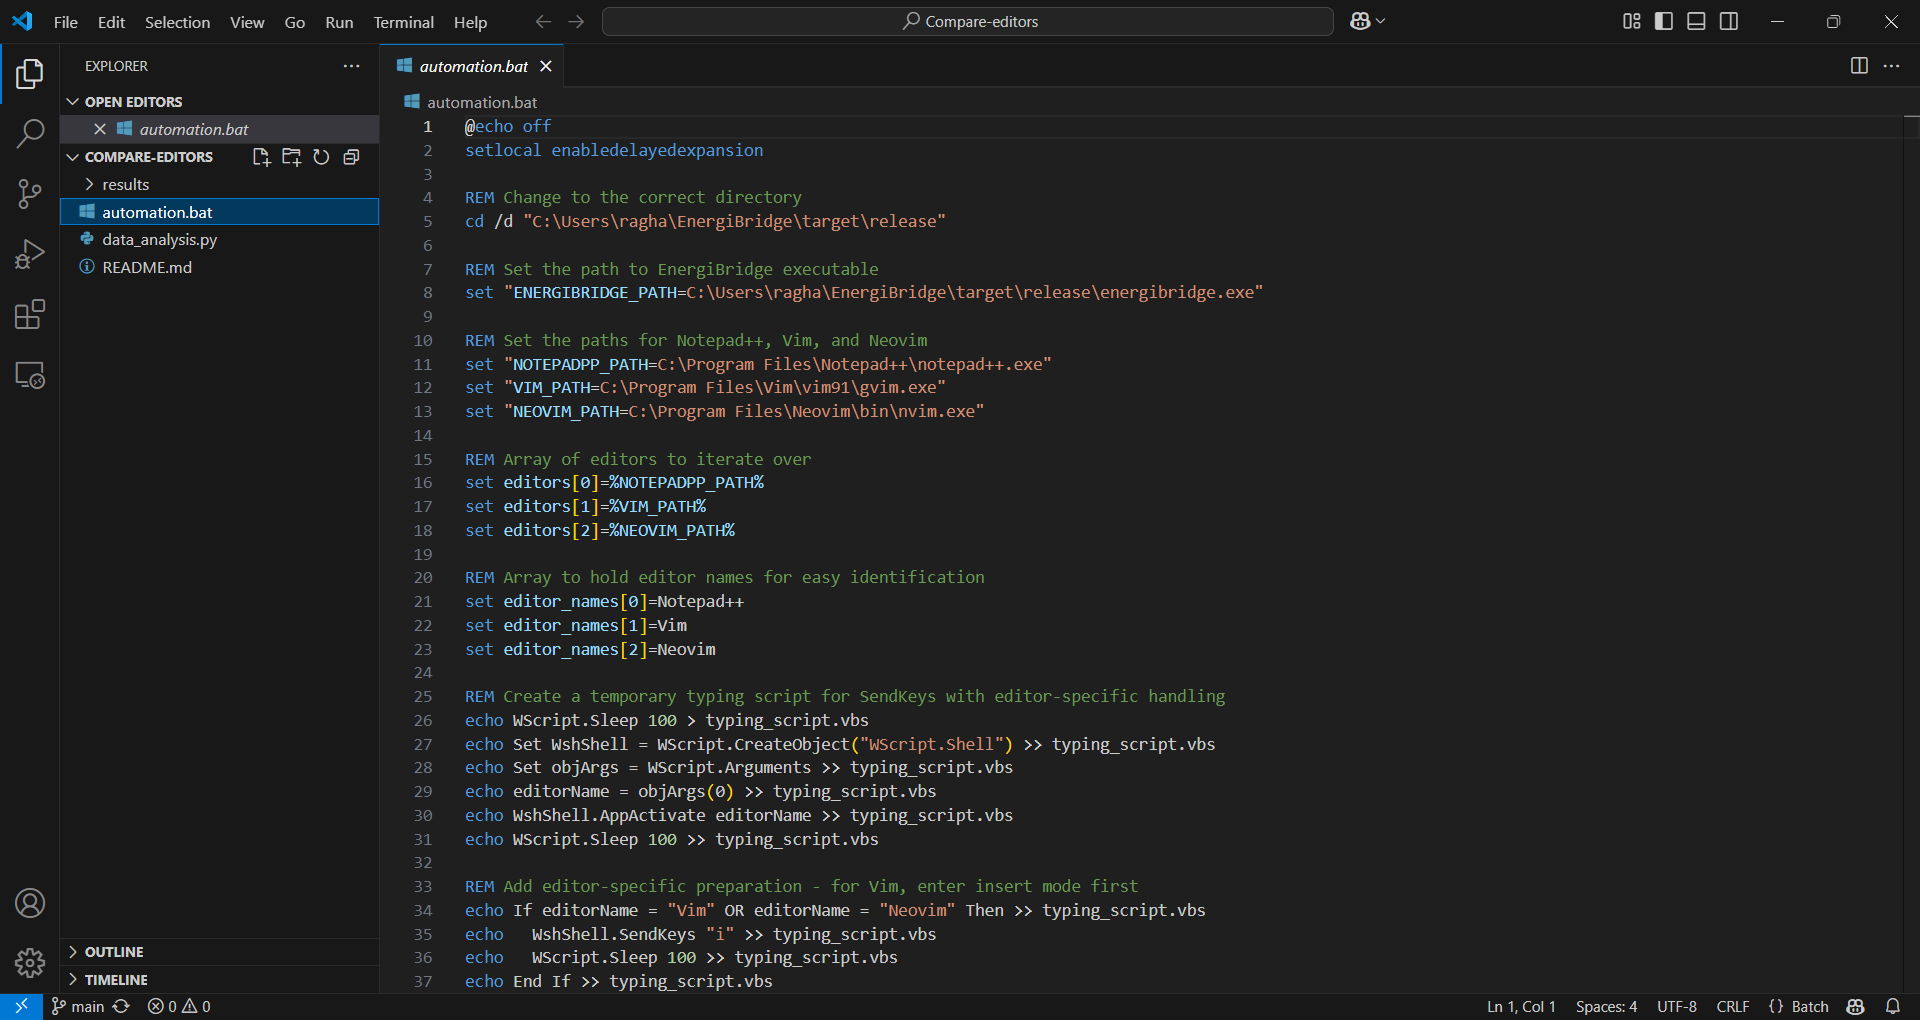 File Edit Selection View Go Run Terminal Help
Compare-editors
EXPLORER
OPEN EDITORS
automation.bat
COMPARE-EDITORS
results
automation.bat
data_analysis.py
README.md
OUTLINE
TIMELINE
automation.bat
automation.bat
1 @echo off
2 setlocal enabledelayedexpansion
3
4 REM Change to the correct directory
5 cd /d "C:\Users\ragha\EnergiBridge\target\release"
6
7 REM Set the path to EnergiBridge executable
8 set "ENERGIBRIDGE_PATH=C:\Users\ragha\EnergiBridge\target\release\energibridge.exe"
9
10 REM Set the paths for Notepad++, Vim, and Neovim
11 set "NOTEPADPP_PATH=C:\Program Files\Notepad++\notepad++.exe"
12 set "VIM_PATH=C:\Program Files\Vim\vim91\gvim.exe"
13 set "NEOVIM_PATH=C:\Program Files\Neovim\bin\nvim.exe"
14
15 REM Array of editors to iterate over
16 set editors[0]=%NOTEPADPP_PATH%
17 set editors[1]=%VIM_PATH%
18 set editors[2]=%NEOVIM_PATH%
19
20 REM Array to hold editor names for easy identification
21 set editor_names[0]=Notepad++
22 set editor_names[1]=Vim
23 set editor_names[2]=Neovim
24
25 REM Create a temporary typing script for SendKeys with editor-specific handling
26 echo WScript.Sleep 100 > typing_script.vbs
27 echo Set WshShell = WScript.CreateObject("WScript.Shell") >> typing_script.vbs
28 echo Set objArgs = WScript.Arguments >> typing_script.vbs
29 echo editorName = objArgs(0) >> typing_script.vbs
30 echo WshShell.AppActivate editorName >> typing_script.vbs
31 echo WScript.Sleep 100 >> typing_script.vbs
32
33 REM Add editor-specific preparation - for Vim, enter insert mode first
34 echo If editorName = "Vim" OR editorName = "Neovim" Then >> typing_script.vbs
35 echo   WshShell.SendKeys "i" >> typing_script.vbs
36 echo   WScript.Sleep 100 >> typing_script.vbs
37 echo End If >> typing_script.vbs
main 0 0 Ln 1, Col 1 Spaces: 4 UTF-8 CRLF {} Batch